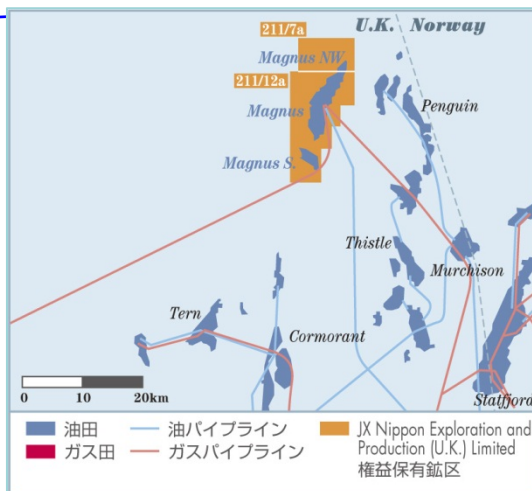 211/7a
U.K. Norway
Magnus NW
211/12a
Penguin
Magnus
Magnus S.
Thistle
Murchison
Tern
Cormorant
0 10 20km
Statfjord
油田
油パイプライン
JX Nippon Exploration and
Production (U.K.) Limited
ガス田
ガスパイプライン
権益保有鉱区